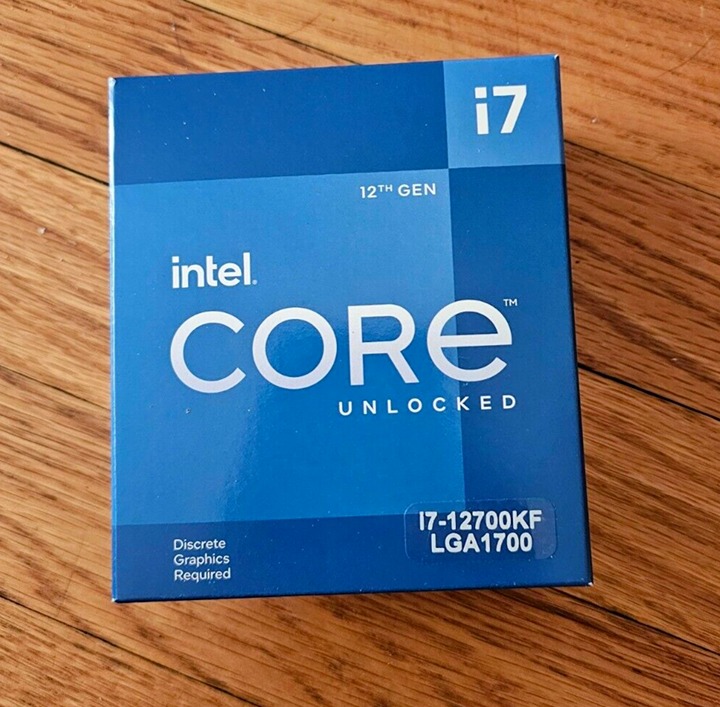 i7
12TH GEN
intel.
CORE™
UNLOCKED
I7-12700KF
LGA1700
Discrete
Graphics
Required